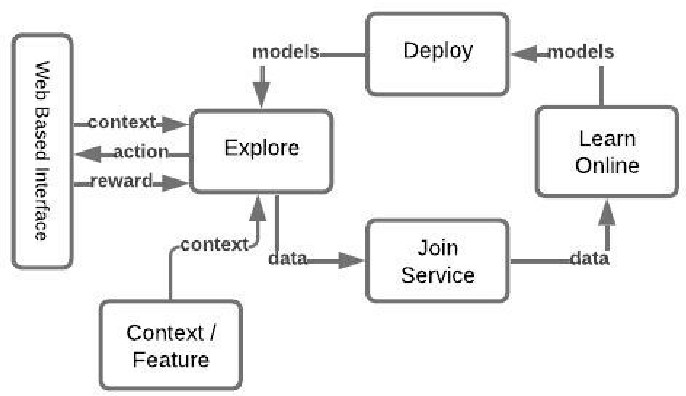 models
Deploy
models
Web Based Interface
context
action
reward
Explore
Learn
Online
context
data
Join
Service
data
Context /
Feature